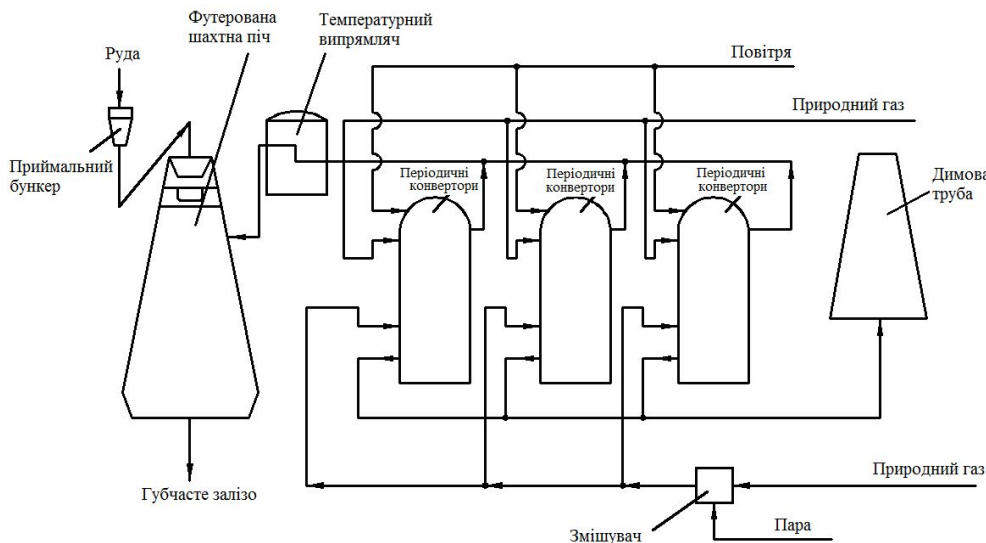 Футерована
шахтна піч
Температурний
випрямляч
Руда
Повітря
Природний газ
Приймальний
бункер
Періодичні
конвертори
Періодичні
конвертори
Періодичні
конвертори
Димова
труба
Губчасте залізо
Природний газ
Змішувач
Пара